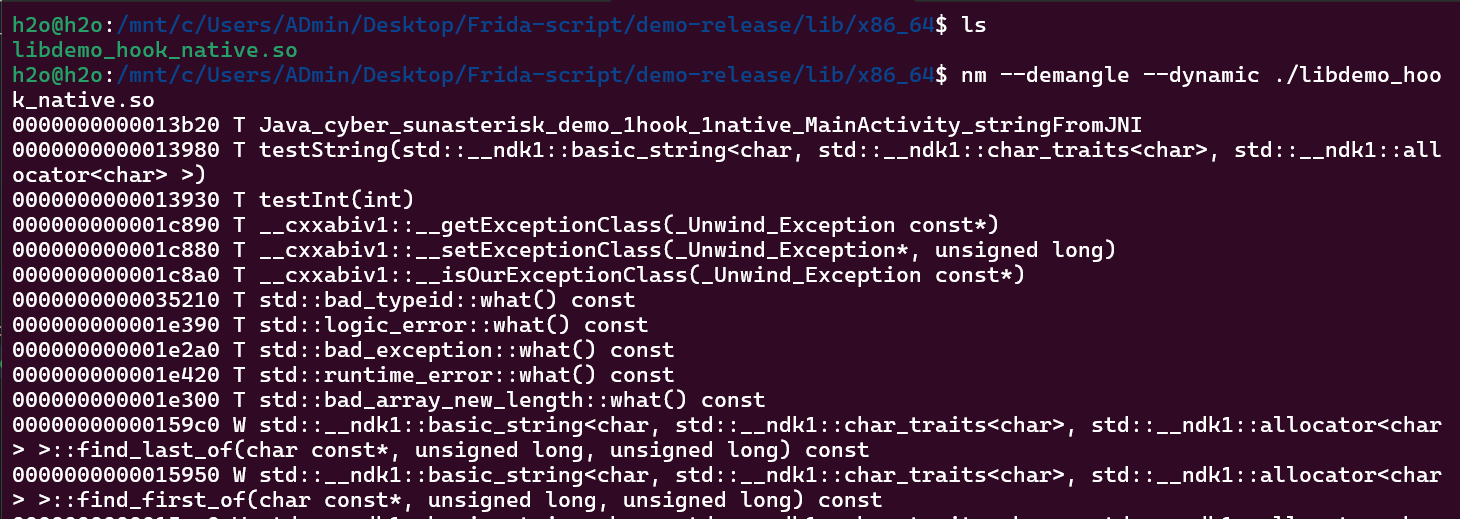 h2o@h2o:/mnt/c/Users/ADmin/Desktop/Frida-script/demo-release/lib/x86_64$ ls
libdemo_hook_native.so
h2o@h2o:/mnt/c/Users/ADmin/Desktop/Frida-script/demo-release/lib/x86_64$ nm --demangle --dynamic ./libdemo_hoo
k_native.so
0000000000013b20 T Java_cyber_sunasterisk_demo_1hook_1native_MainActivity_stringFromJNI
0000000000013980 T testString(std::__ndk1::basic_string<char, std::__ndk1::char_traits<char>, std::__ndk1::all
ocator<char> >)
0000000000013930 T testInt(int)
000000000001c890 T __cxxabiv1::__getExceptionClass(_Unwind_Exception const*)
000000000001c880 T __cxxabiv1::__setExceptionClass(_Unwind_Exception*, unsigned long)
000000000001c8a0 T __cxxabiv1::__isOurExceptionClass(_Unwind_Exception const*)
0000000000035210 T std::bad_typeid::what() const
000000000001e390 T std::logic_error::what() const
000000000001e2a0 T std::bad_exception::what() const
000000000001e420 T std::runtime_error::what() const
000000000001e300 T std::bad_array_new_length::what() const
00000000000159c0 W std::__ndk1::basic_string<char, std::__ndk1::char_traits<char>, std::__ndk1::allocator<char
> >::find_last_of(char const*, unsigned long, unsigned long) const
0000000000015950 W std::__ndk1::basic_string<char, std::__ndk1::char_traits<char>, std::__ndk1::allocator<char
> >::find_first_of(char const*, unsigned long, unsigned long) const